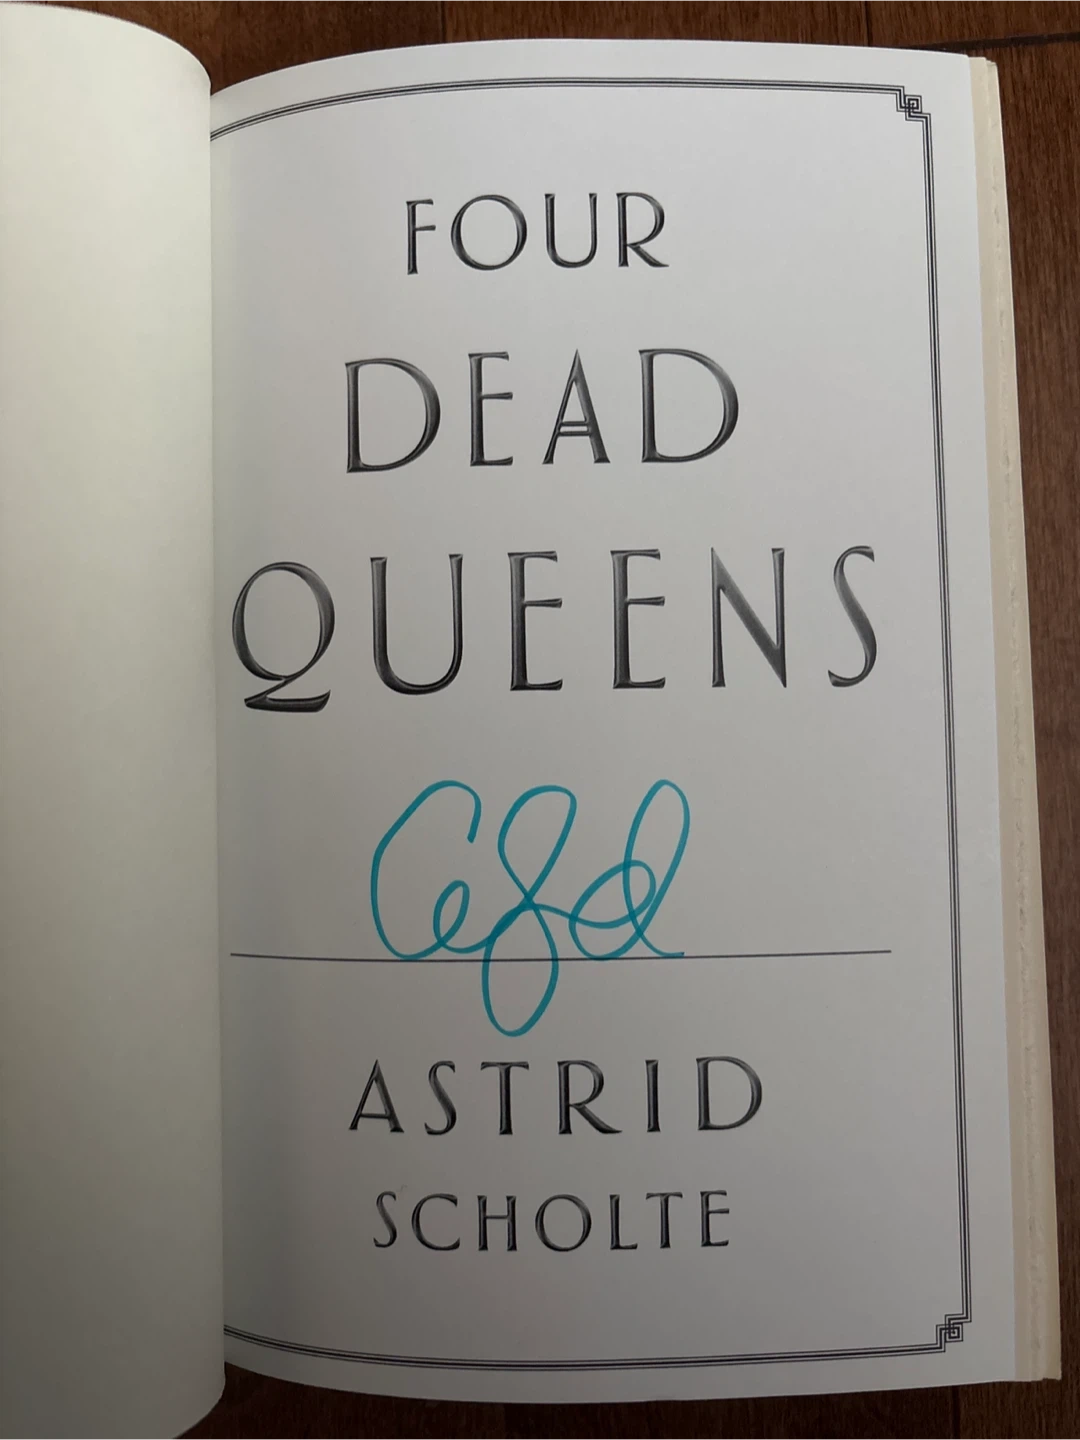 FOUR
DEAD
QUEENS
ASTRID
SCHOLTE